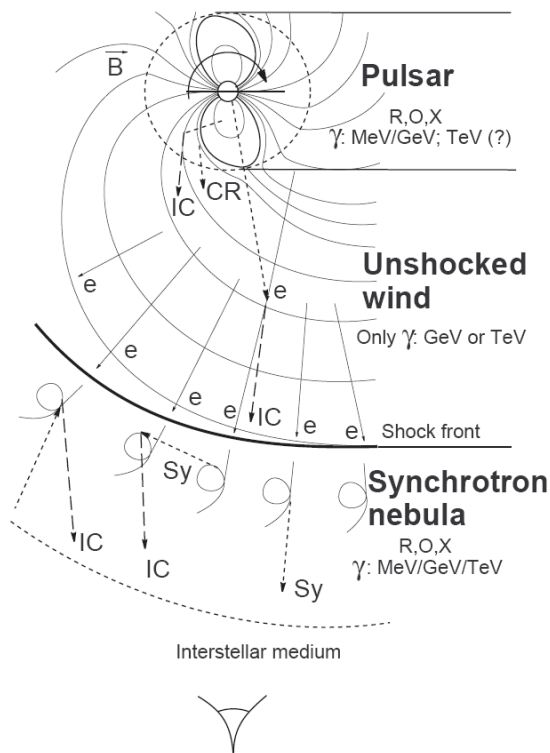 B
Pulsar
R,O,X
γ: MeV/GeV; TeV (?)
IC
CR
Unshocked
wind
Only γ: GeV or TeV
e
e
e
e
e
e
e
IC
Shock front
Sy
Synchrotron
nebula
R,O,X
γ: MeV/GeV/TeV
IC
IC
Sy
Interstellar medium